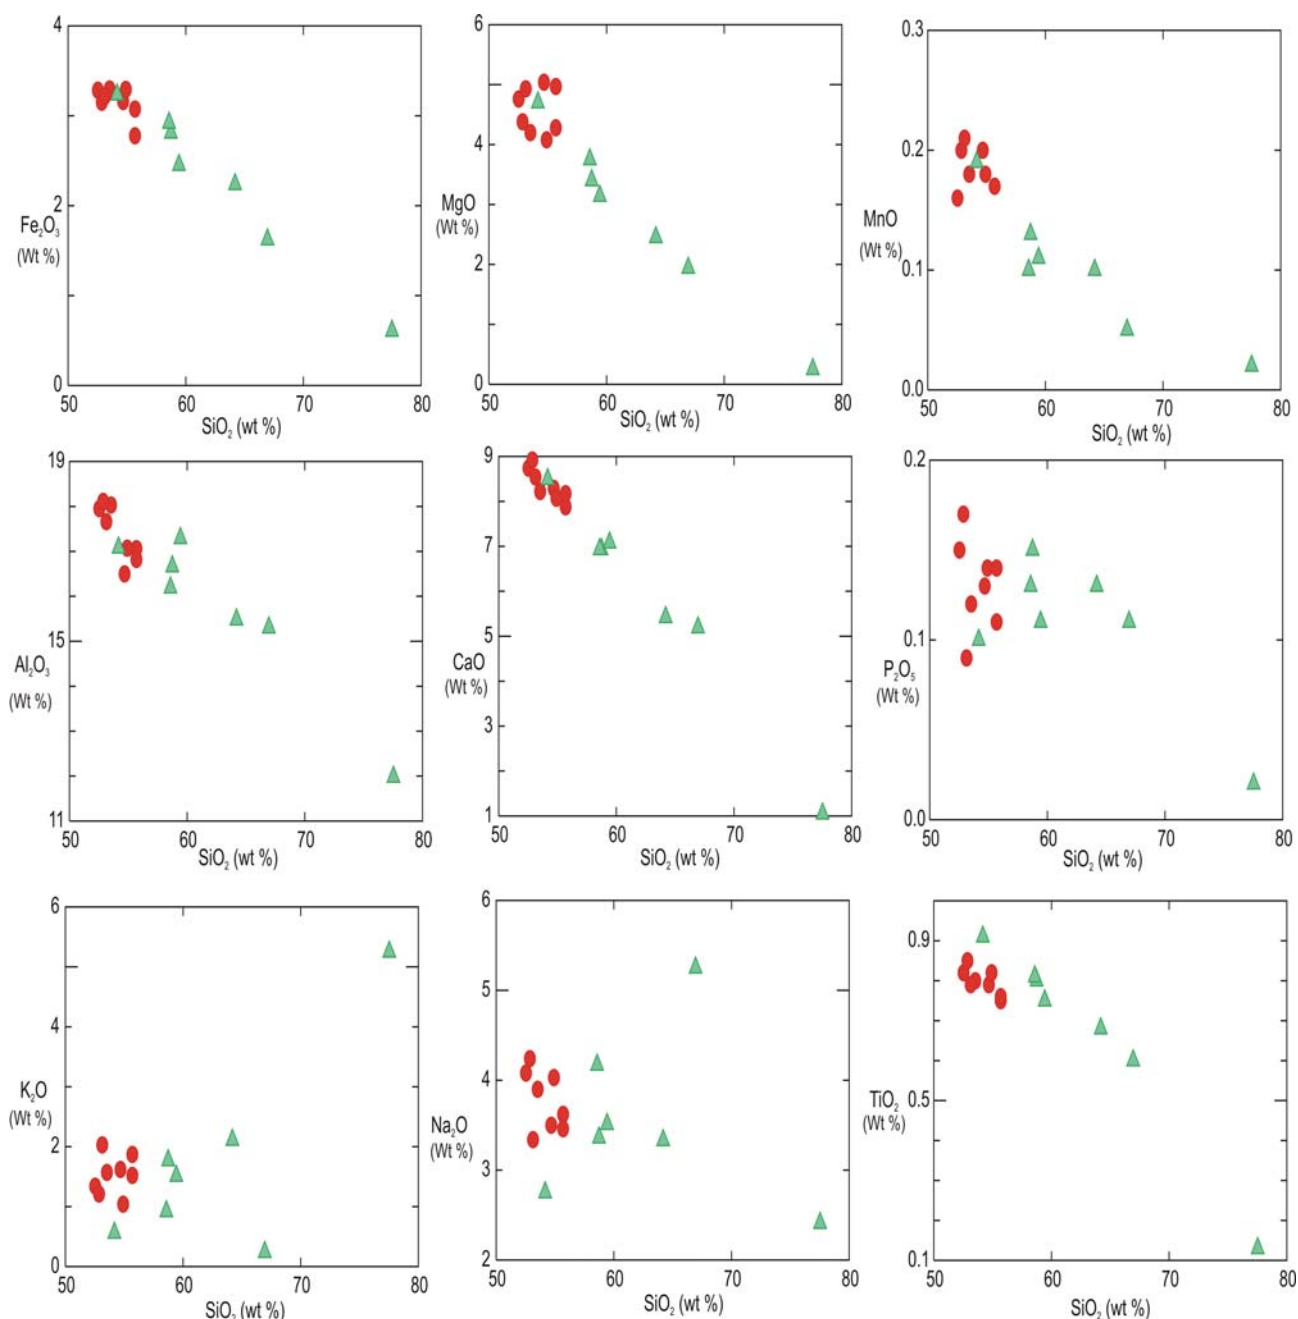 4
2
0
Fe₂O₃
(Wt %)
50
60
70
80
SiO₂ (wt %)
6
4
2
0
MgO
(Wt %)
50
60
70
80
SiO₂ (wt %)
0.3
0.2
0.1
0.0
MnO
(Wt %)
50
60
70
80
SiO₂ (wt %)
19
15
11
Al₂O₃
(Wt %)
50
60
70
80
SiO₂ (wt %)
9
7
5
3
1
CaO
(Wt %)
50
60
70
80
SiO₂ (wt %)
0.2
0.1
0.0
P₂O₅
(Wt %)
50
60
70
80
SiO₂ (wt %)
6
4
2
0
K₂O
(Wt %)
50
60
70
80
SiO₂ (wt %)
6
5
4
3
2
Na₂O
(Wt %)
50
60
70
80
SiO₂ (wt %)
0.9
0.5
0.1
TiO₂
(Wt %)
50
60
70
80
SiO₂ (wt %)